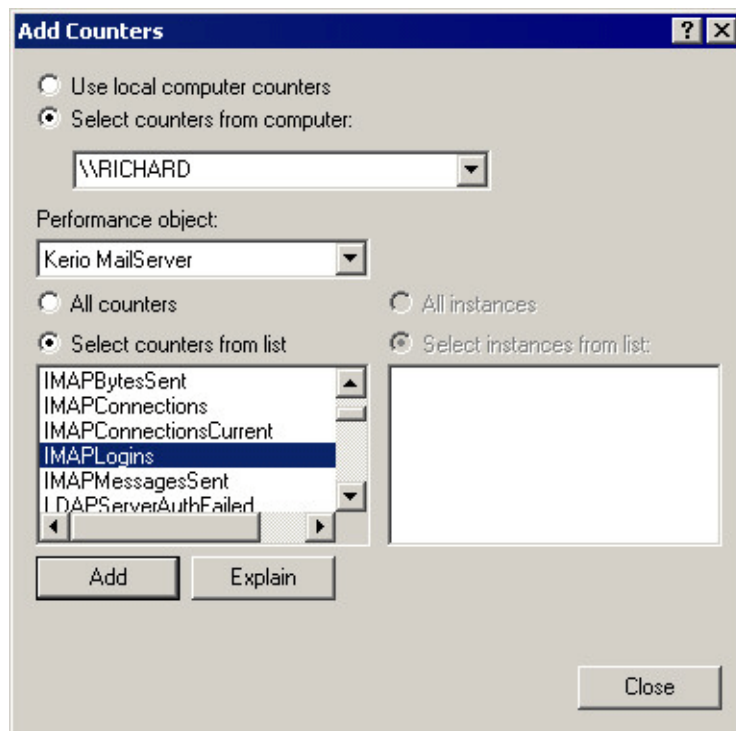 Add Counters
Use local computer counters
Select counters from computer:
\\RICHARD
Performance object:
Kerio MailServer
All counters
All instances
Select counters from list
Select instances from list:
IMAPBytesSent
IMAPConnections
IMAPConnectionsCurrent
IMAPLogins
IMAPMessagesSent
LDAPServerAuthFailed
Add
Explain
Close